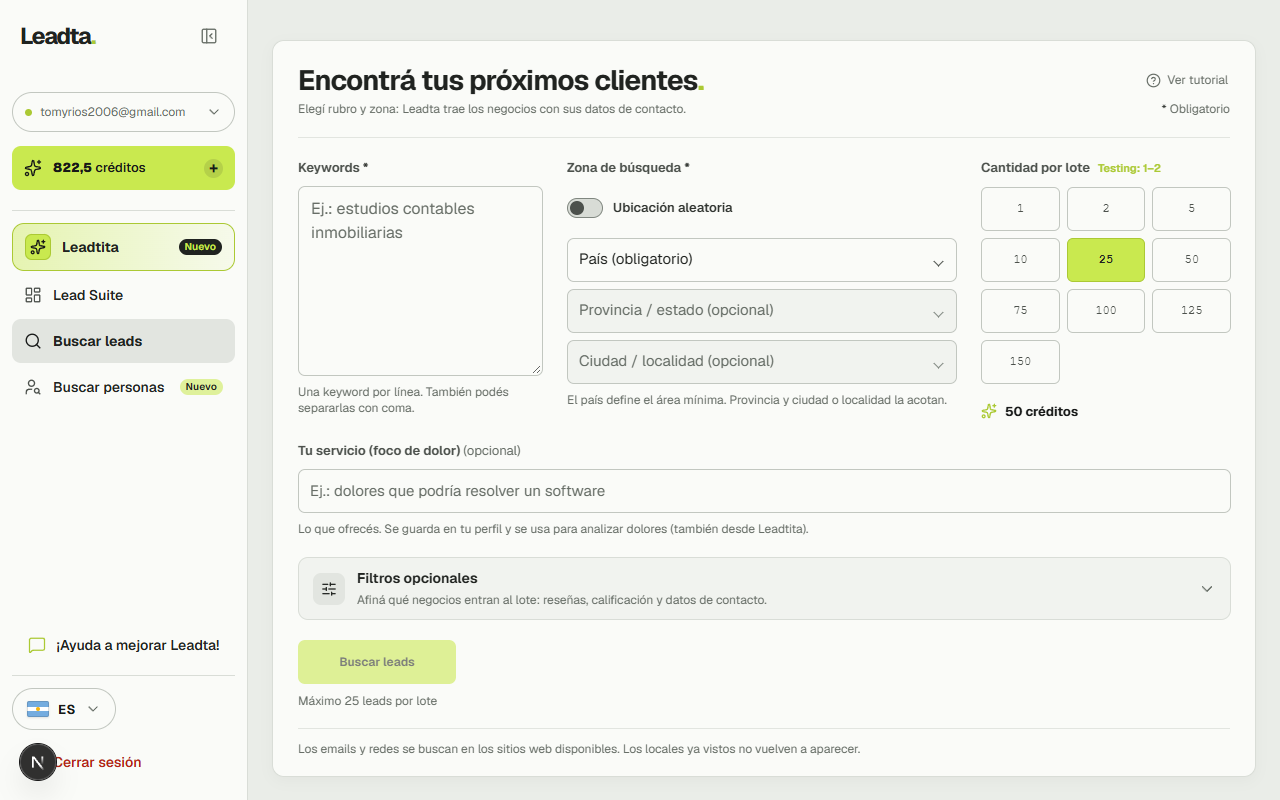 Leadta.
tomyrios2006@gmail.com
822,5 créditos
+
Leadtita
Nuevo
Lead Suite
Buscar leads
Buscar personas
Nuevo
¡Ayuda a mejorar Leadta!
ES
N
Cerrar sesión
Encontrá tus próximos clientes.
Elegí rubro y zona: Leadta trae los negocios con sus datos de contacto.
Ver tutorial
* Obligatorio
Keywords *
Ej.: estudios contables
inmobiliarias
Una keyword por línea. También podés
separarlas con coma.
Zona de búsqueda *
Ubicación aleatoria
País (obligatorio)
Provincia / estado (opcional)
Ciudad / localidad (opcional)
El país define el área mínima. Provincia y ciudad o localidad la acotan.
Cantidad por lote Testing: 1–2
1 2 5
10 25 50
75 100 125
150
50 créditos
Tu servicio (foco de dolor) (opcional)
Ej.: dolores que podría resolver un software
Lo que ofrecés. Se guarda en tu perfil y se usa para analizar dolores (también desde Leadtita).
Filtros opcionales
Afiná qué negocios entran al lote: reseñas, calificación y datos de contacto.
Buscar leads
Máximo 25 leads por lote
Los emails y redes se buscan en los sitios web disponibles. Los locales ya vistos no vuelven a aparecer.